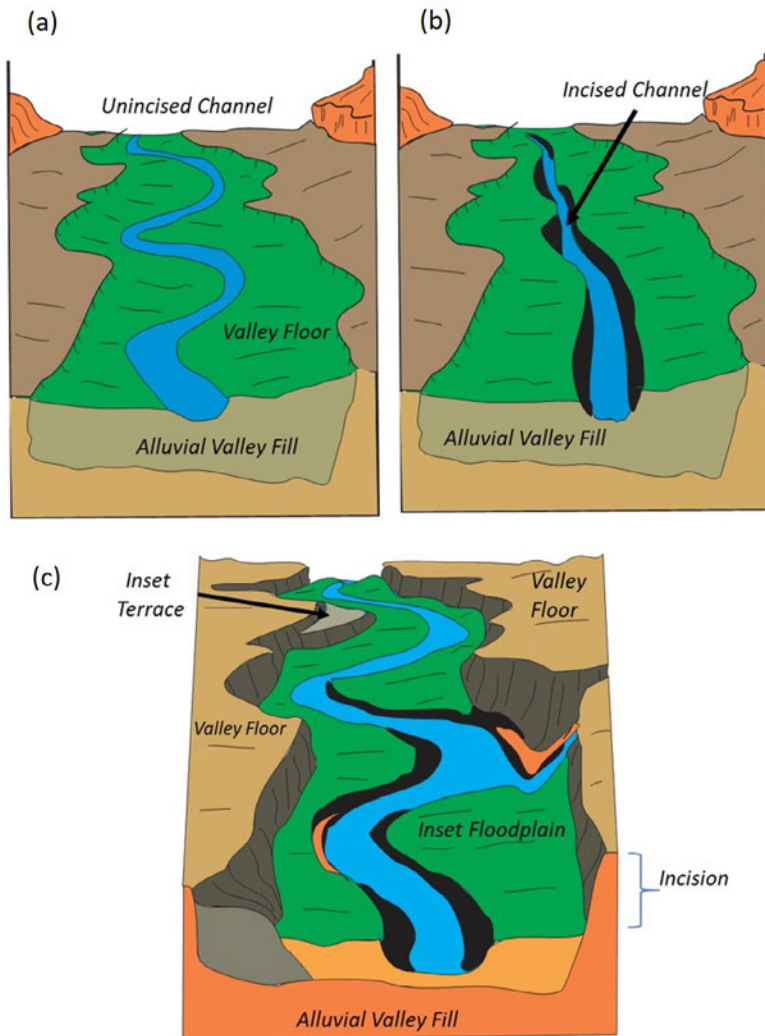 (a)
(b)
Unincised Channel
Incised Channel
Valley Floor
Alluvial Valley Fill
Alluvial Valley Fill
(c)
Inset
Terrace
Valley
Floor
Valley Floor
Inset Floodplain
Incision
Alluvial Valley Fill